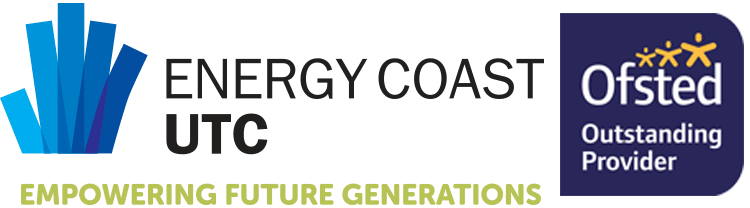 ENERGY COAST
UTC
EMPOWERING FUTURE GENERATIONS
Ofsted
Outstanding
Provider